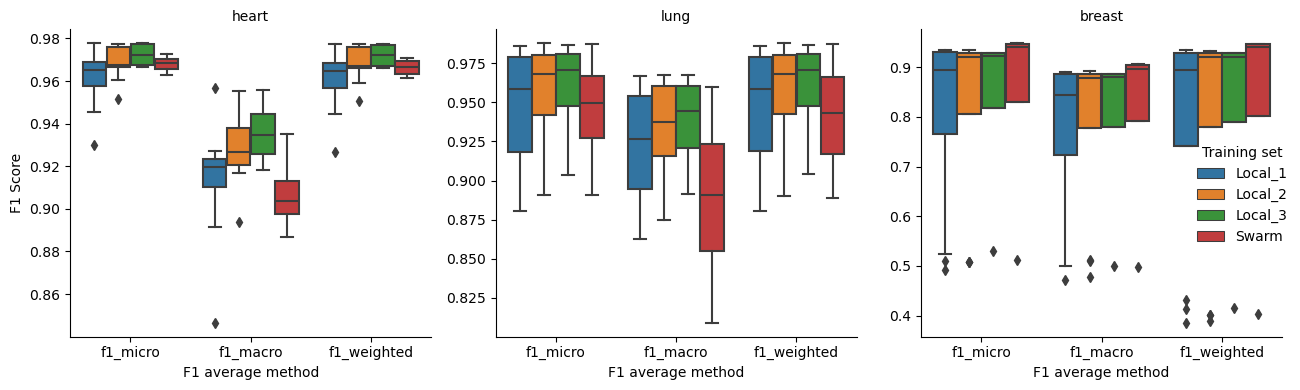 heart
lung
breast
F1 Score
0.98
0.96
0.94
0.92
0.90
0.88
0.86
f1_micro
f1_macro
f1_weighted
F1 average method
0.975
0.950
0.925
0.900
0.875
0.850
0.825
f1_micro
f1_macro
f1_weighted
F1 average method
0.9
0.8
0.7
0.6
0.5
0.4
f1_micro
f1_macro
f1_weighted
F1 average method
Training set
Local_1
Local_2
Local_3
Swarm